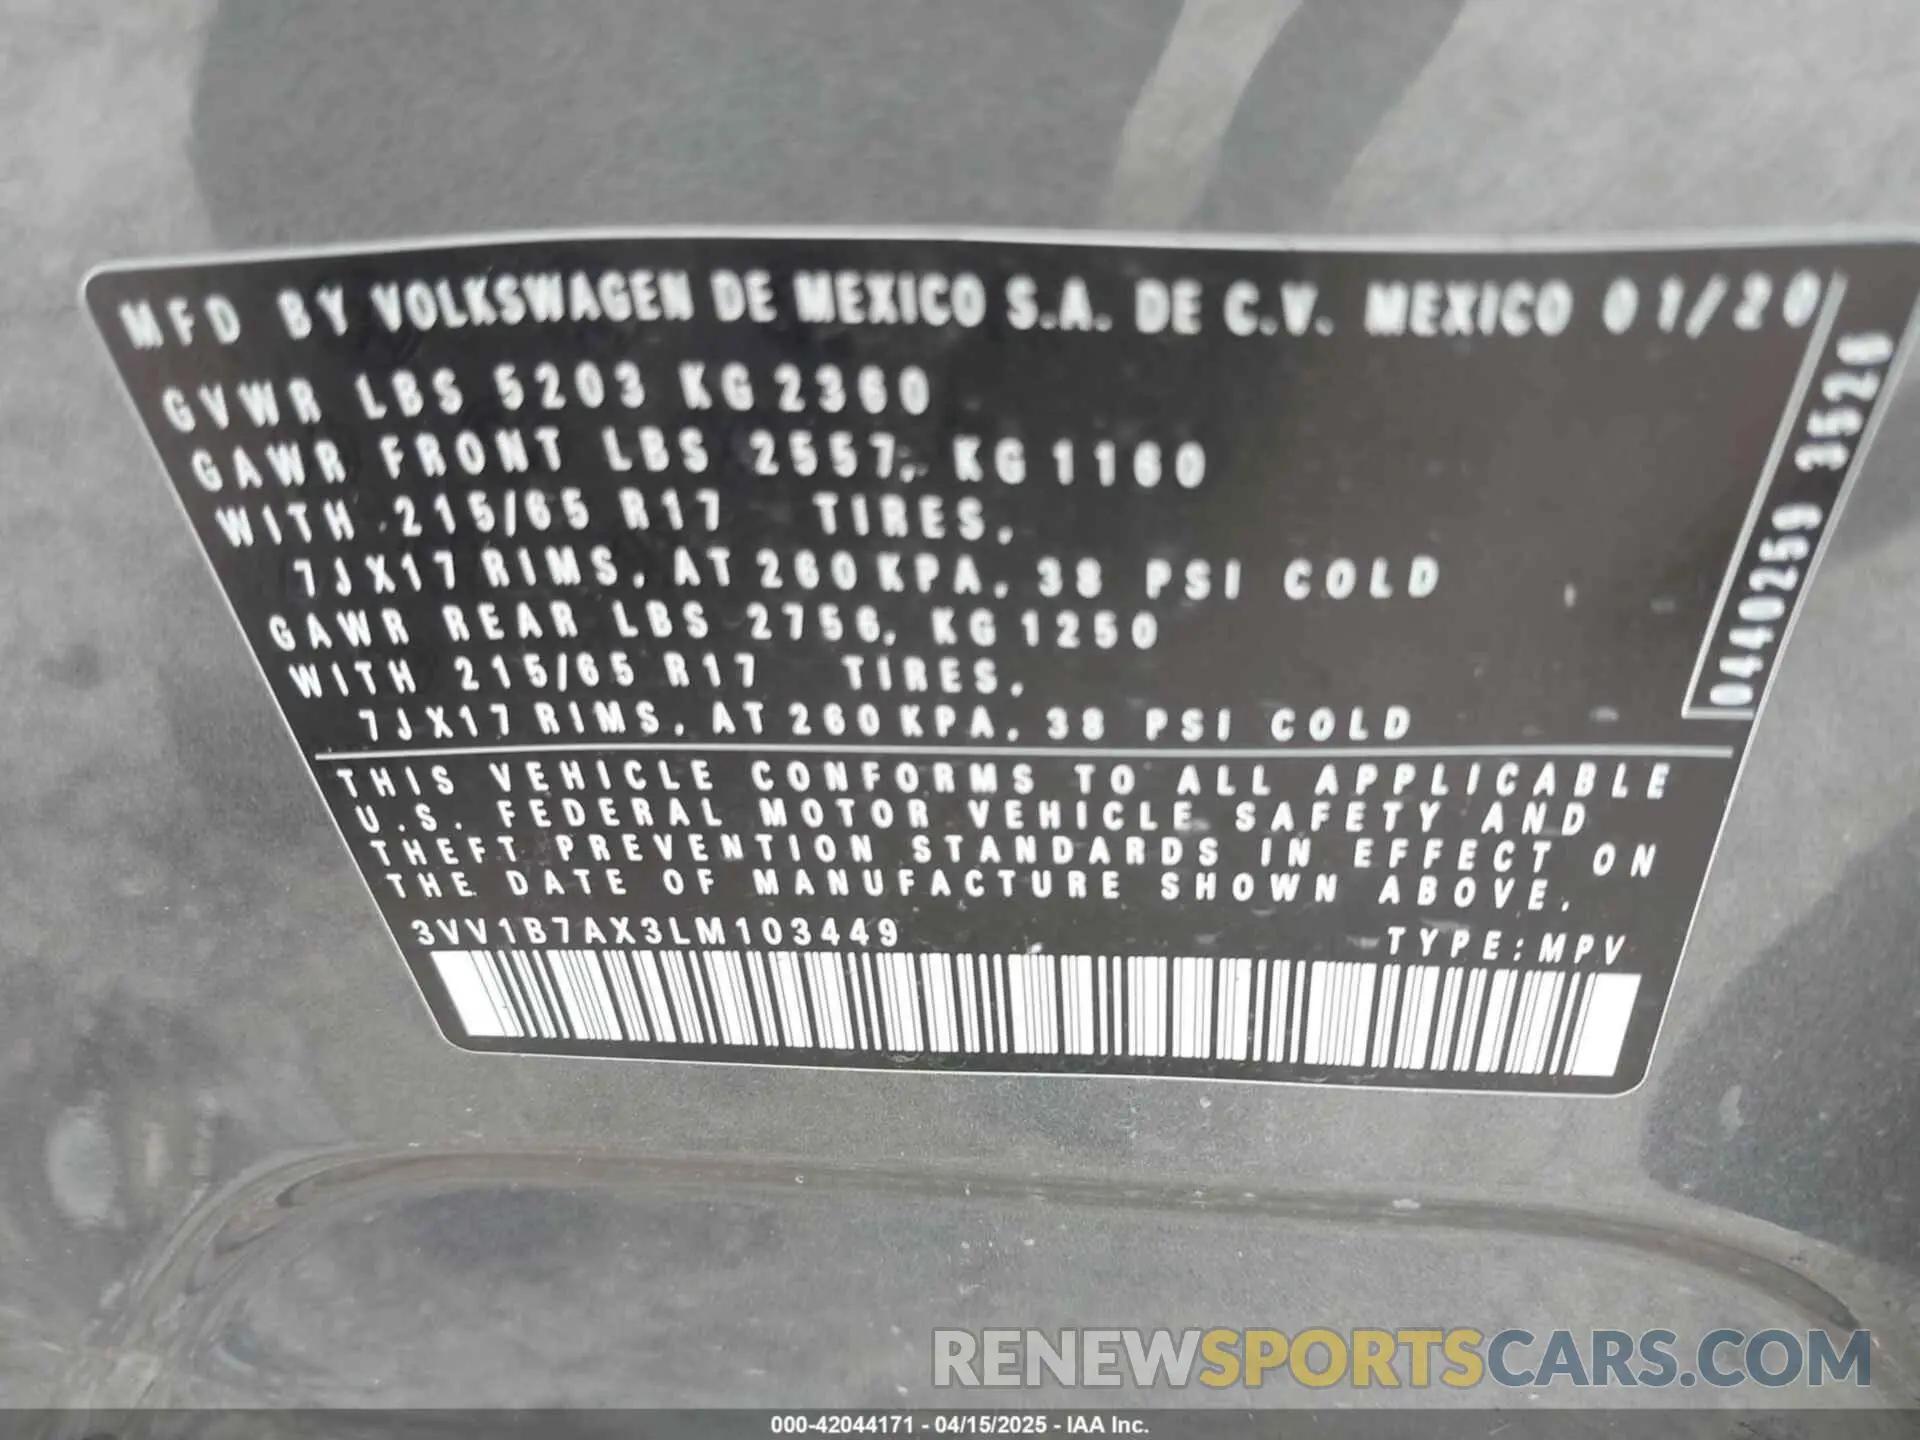 MFD BY VOLKSWAGEN DE MEXICO S.A. DE C.V. MEXICO 01/20
GVWR LBS 5203 KG 2360
GAWR FRONT LBS 2557, KG 1160
WITH 215/65 R17 TIRES,
7JX17 RIMS, AT 260 KPA, 38 PSI COLD
GAWR REAR LBS 2756, KG 1250
WITH 215/65 R17 TIRES,
7JX17 RIMS, AT 260 KPA, 38 PSI COLD
0440259 3526
THIS VEHICLE CONFORMS TO ALL APPLICABLE
U.S. FEDERAL MOTOR VEHICLE SAFETY AND
THEFT PREVENTION STANDARDS IN EFFECT ON
THE DATE OF MANUFACTURE SHOWN ABOVE.
3VV1B7AX3LM103449 TYPE: MPV
RENEWSPORTSCARS.COM
000-42044171 - 04/15/2025 - IAA Inc.